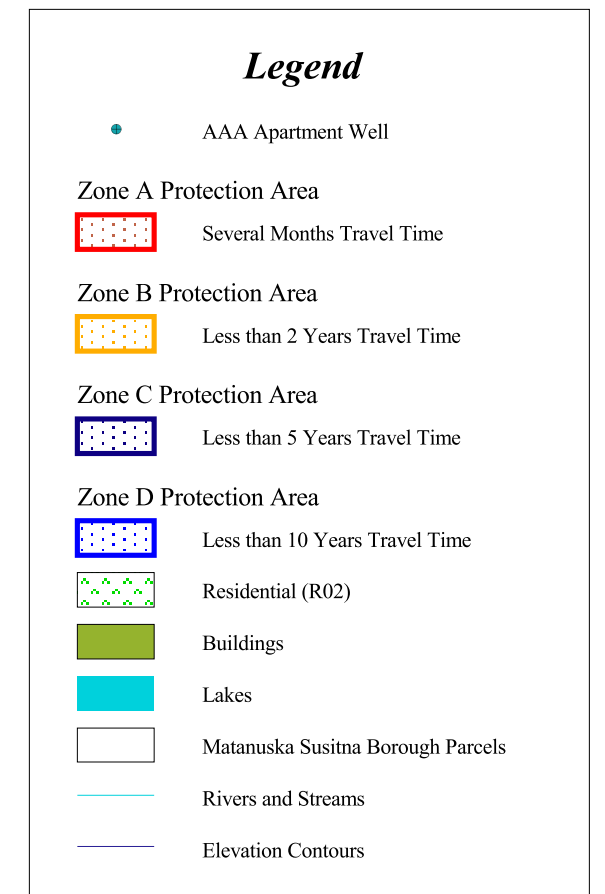 Legend
AAA Apartment Well
Zone A Protection Area
Several Months Travel Time
Zone B Protection Area
Less than 2 Years Travel Time
Zone C Protection Area
Less than 5 Years Travel Time
Zone D Protection Area
Less than 10 Years Travel Time
Residential (R02)
Buildings
Lakes
Matanuska Susitna Borough Parcels
Rivers and Streams
Elevation Contours